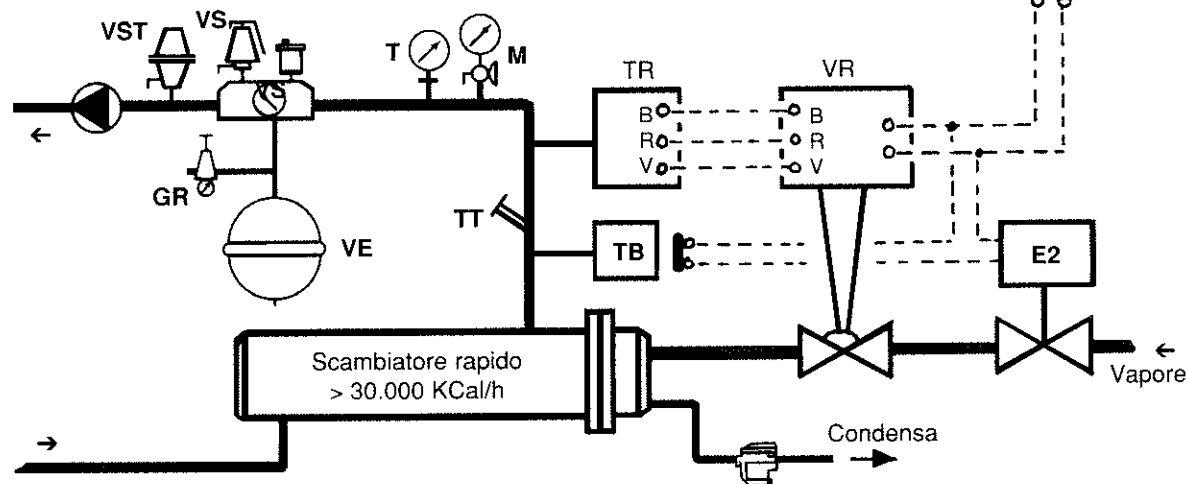 VST
VS
T
M
TR
VR
B
R
V
B
R
V
GR
VE
TT
TB
E2
Scambiatore rapido
> 30.000 KCal/h
Vapore
Condensa